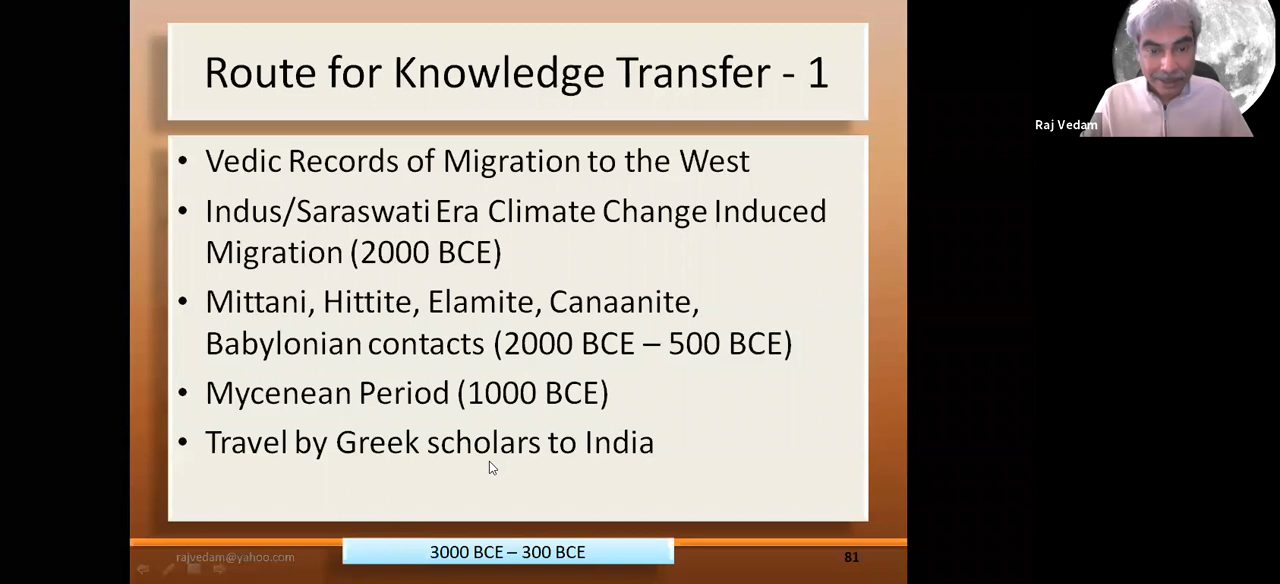 Route for Knowledge Transfer - 1
Raj Vedam
• Vedic Records of Migration to the West
• Indus/Saraswati Era Climate Change Induced
Migration (2000 BCE)
• Mittani, Hittite, Elamite, Canaanite,
Babylonian contacts (2000 BCE – 500 BCE)
• Mycenean Period (1000 BCE)
• Travel by Greek scholars to India
rajvedam@yahoo.com
3000 BCE – 300 BCE
81